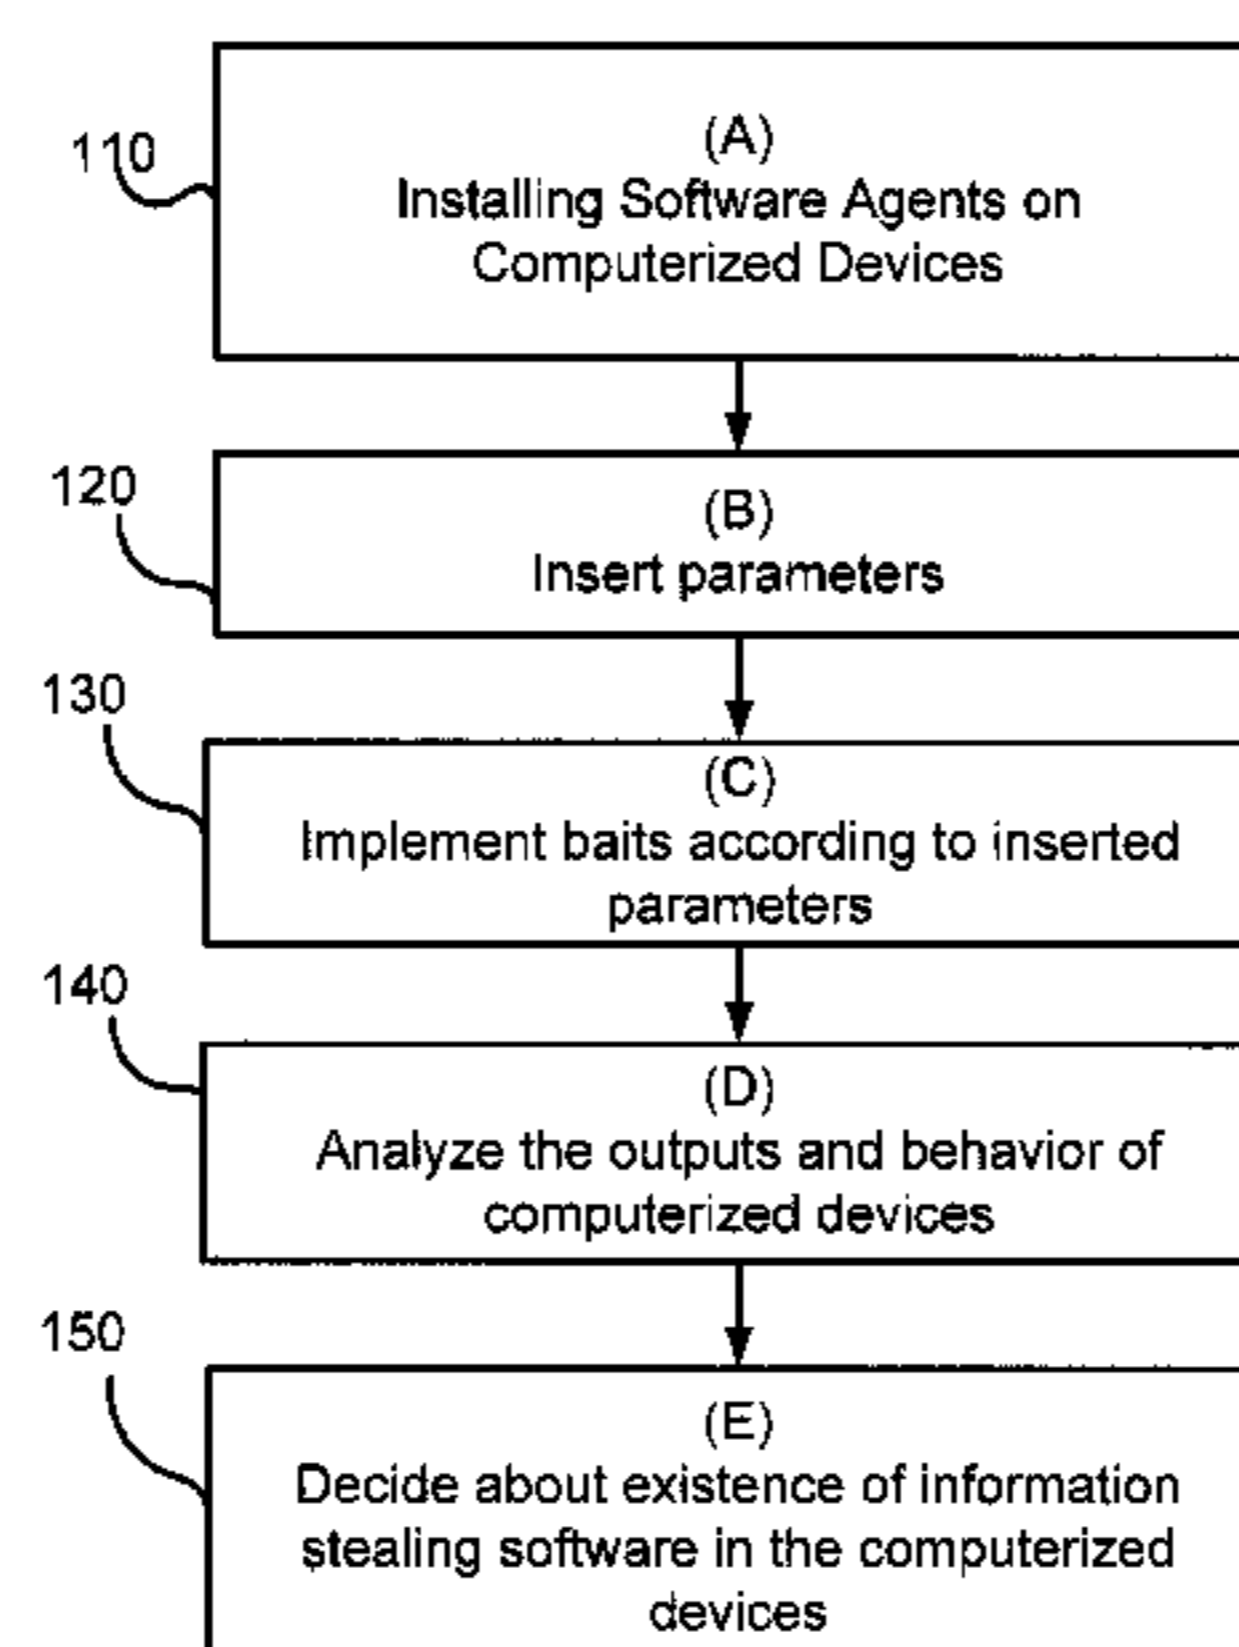 110
(A)
Installing Software Agents on
Computerized Devices
120
(B)
Insert parameters
130
(C)
Implement baits according to inserted
parameters
140
(D)
Analyze the outputs and behavior of
computerized devices
150
(E)
Decide about existence of information
stealing software in the computerized
devices